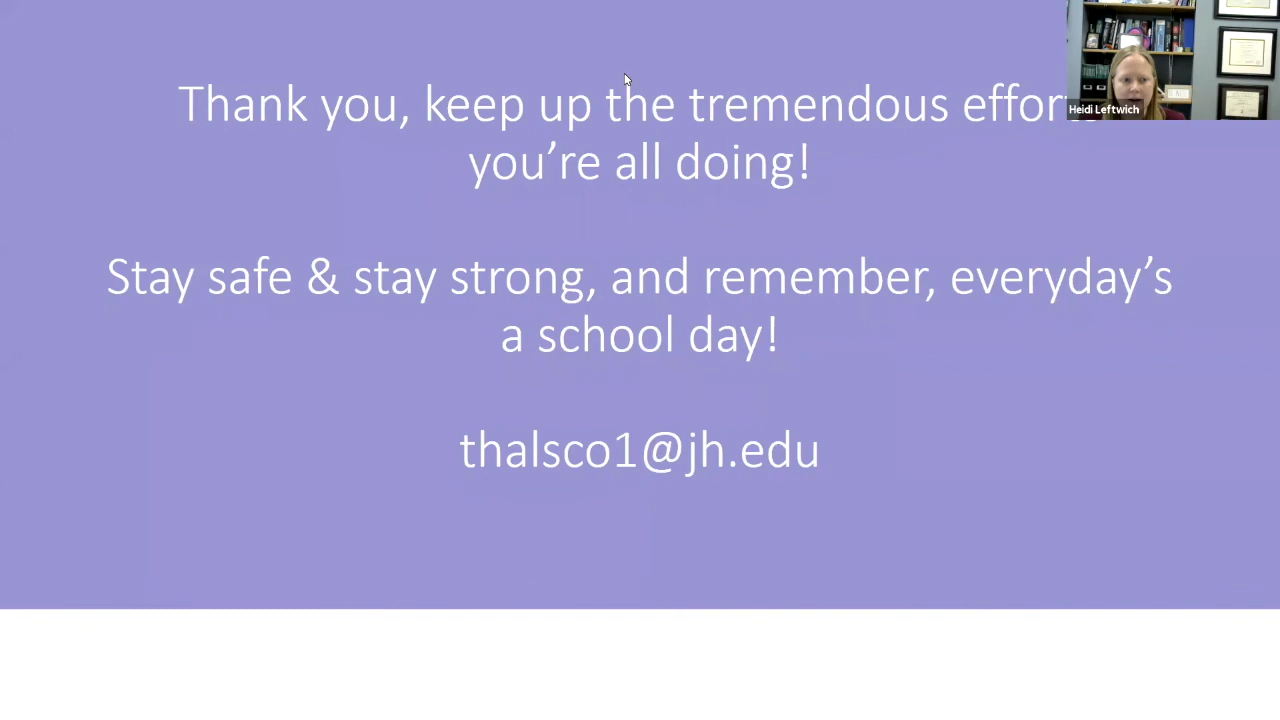 Thank you, keep up the tremendous effort
you're all doing!
Stay safe & stay strong, and remember, everyday's
a school day!
thalsco1@jh.edu
Heidi Leftwich